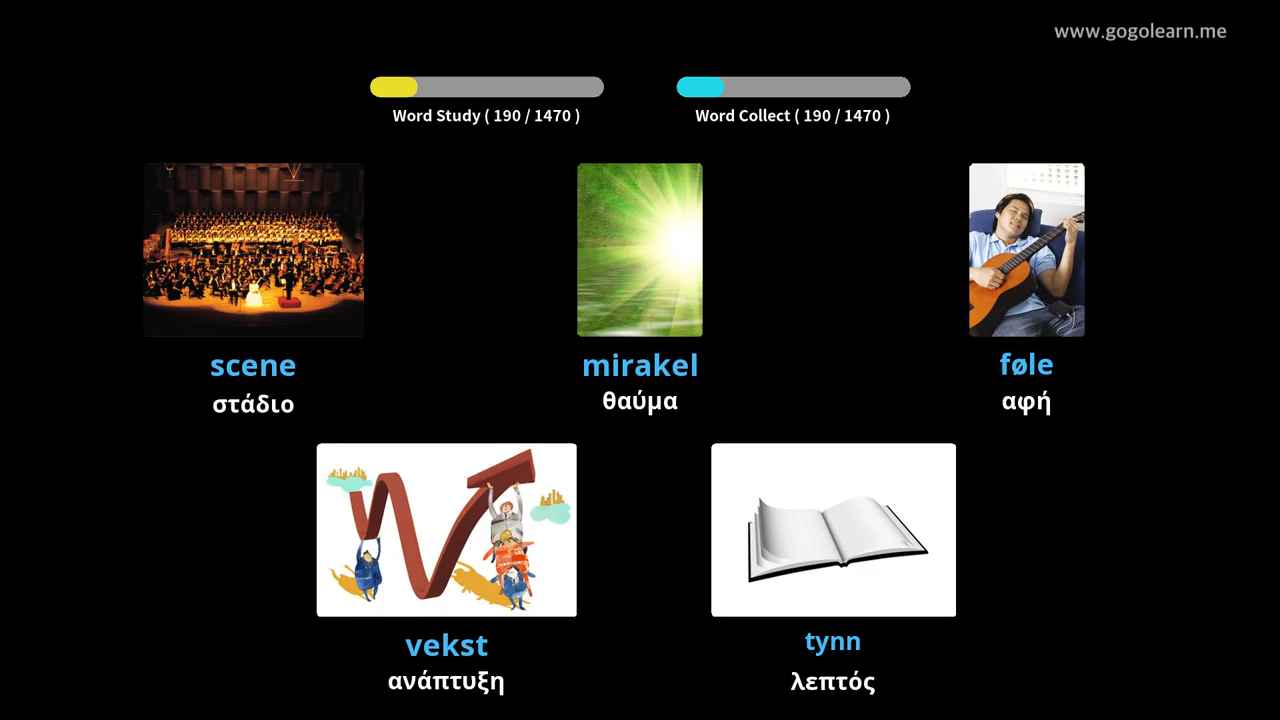 www.gogolearn.me
Word Study ( 190 / 1470 )
Word Collect ( 190 / 1470 )
scene
στάδιο
mirakel
θαύμα
føle
αφή
vekst
ανάπτυξη
tynn
λεπτός